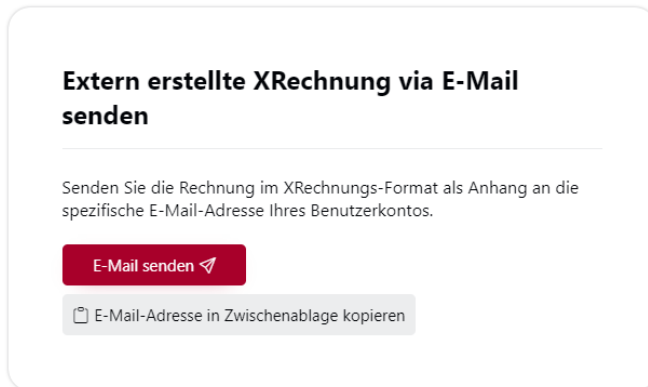 Extern erstellte XRechnung via E-Mail
senden
Senden Sie die Rechnung im XRechnungs-Format als Anhang an die
spezifische E-Mail-Adresse Ihres Benutzerkontos.
E-Mail senden
E-Mail-Adresse in Zwischenablage kopieren